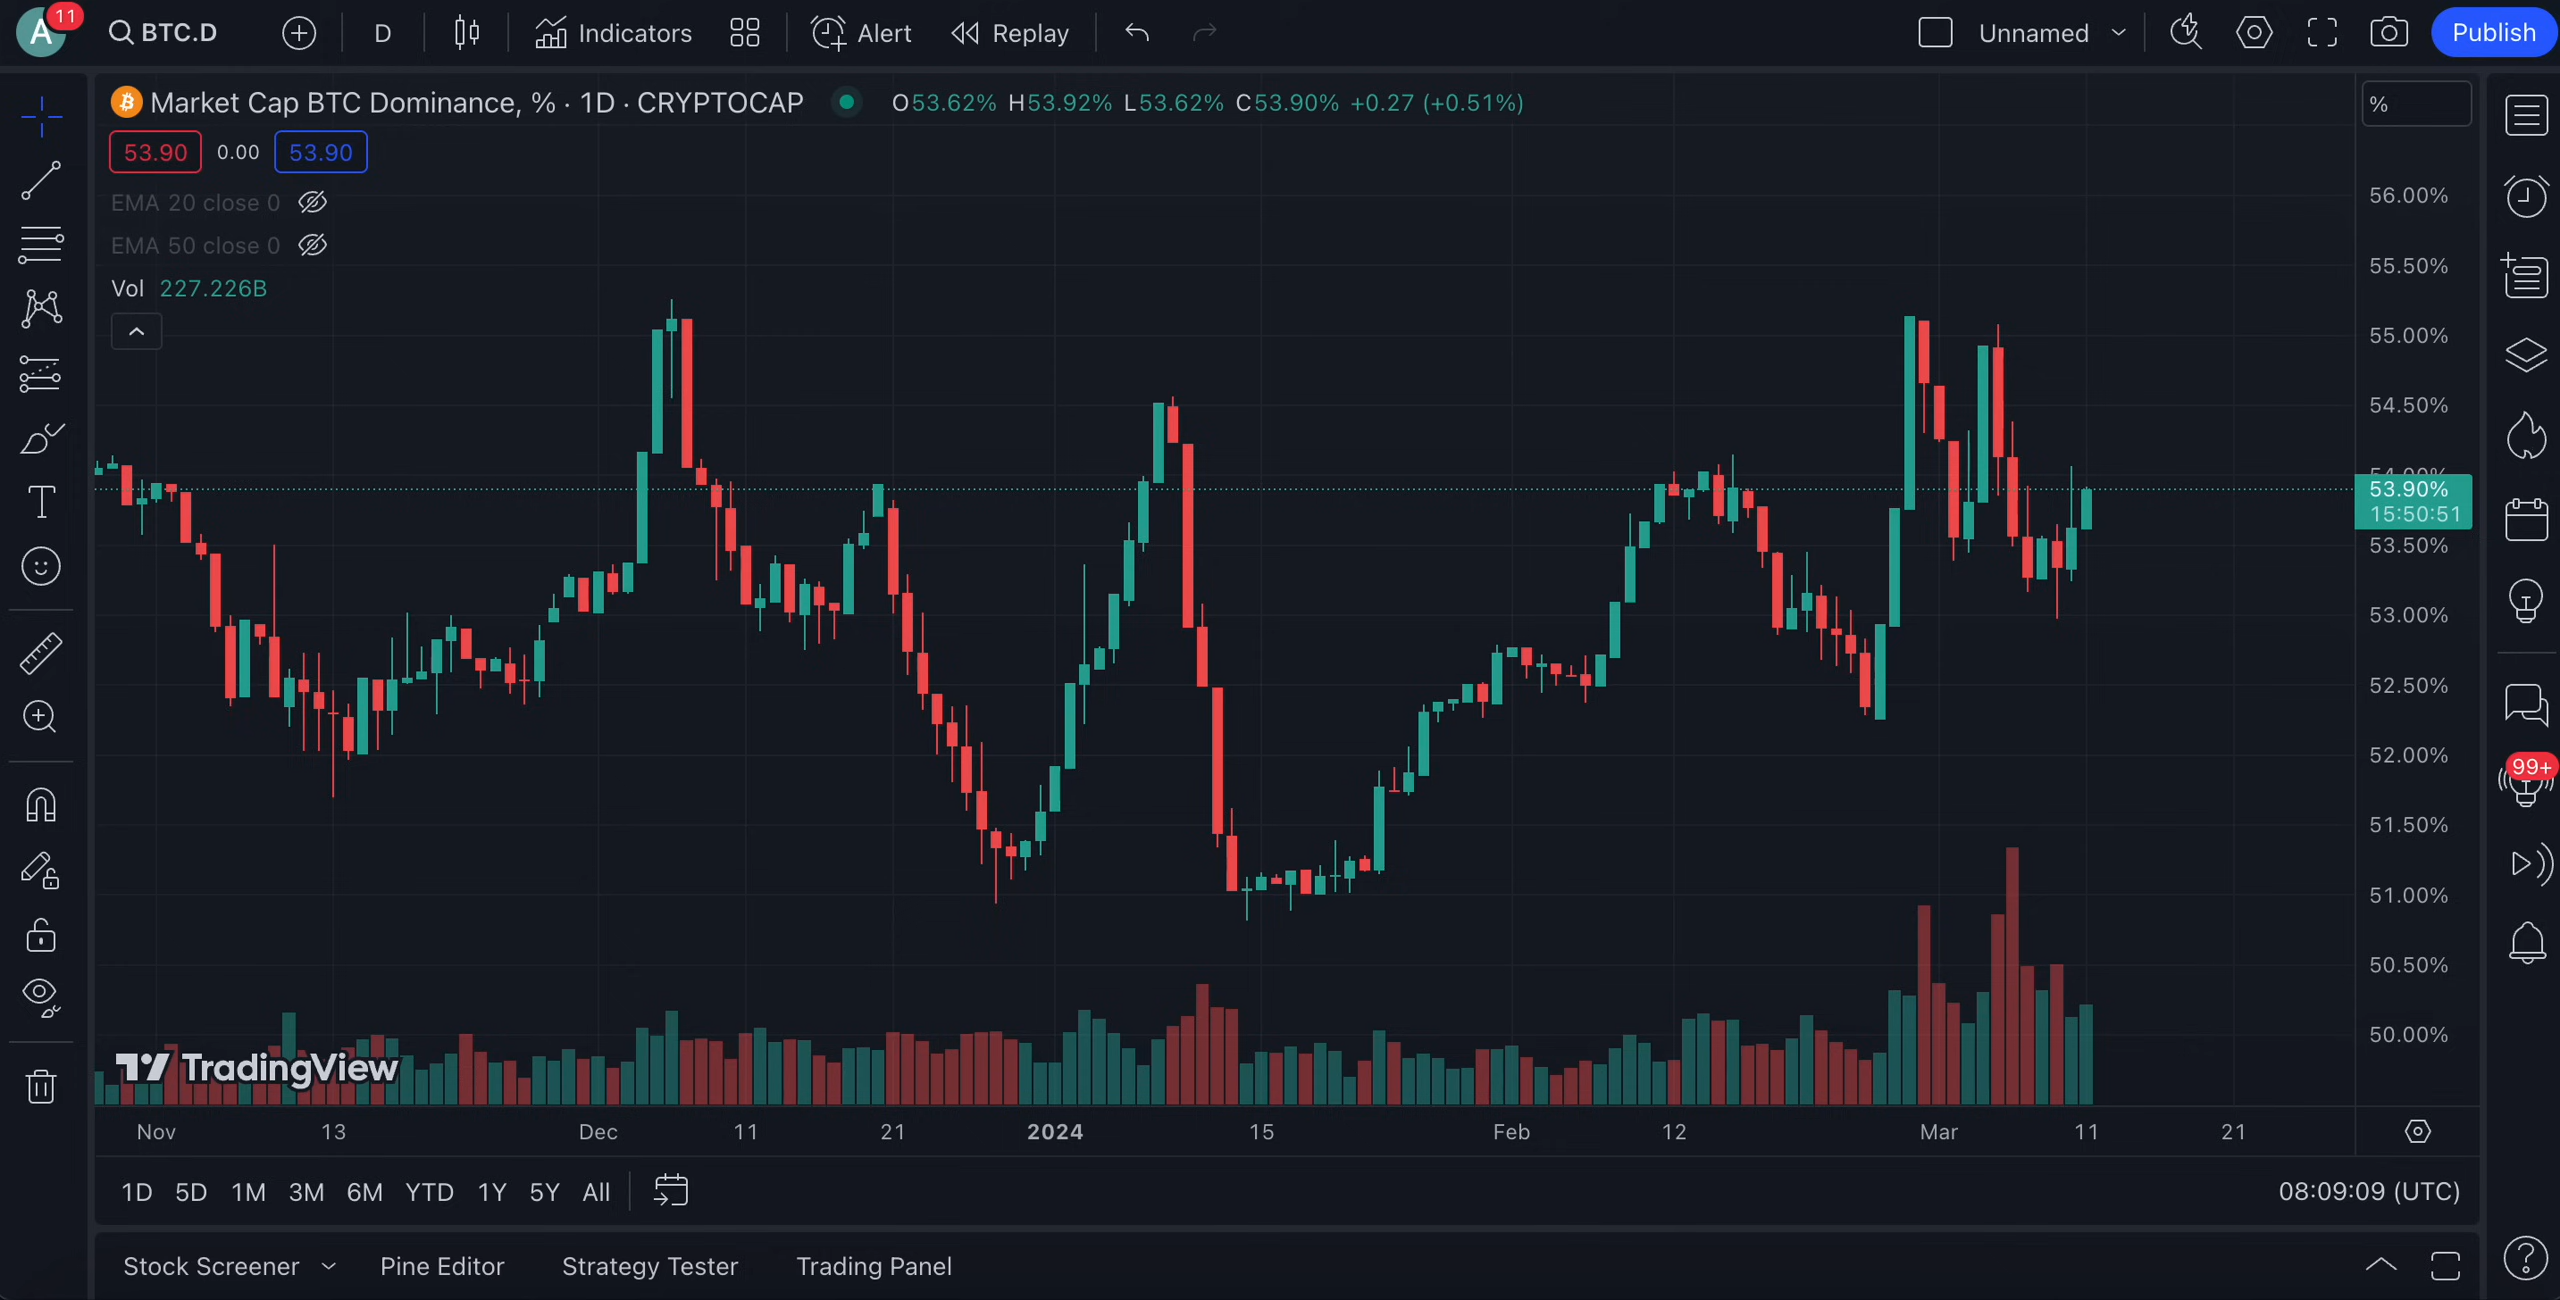 A
11
BTC.D
D
Indicators
Alert
Replay
Unnamed
Publish
Market Cap BTC Dominance, % · 1D · CRYPTOCAP
O53.62% H53.92% L53.62% C53.90% +0.27 (+0.51%)
%
53.90
0.00
53.90
EMA 20 close 0
EMA 50 close 0
Vol 227.226B
56.00%
55.50%
55.00%
54.50%
54.00%
53.90%
15:50:51
53.50%
53.00%
52.50%
52.00%
51.50%
51.00%
50.50%
50.00%
99+
TradingView
Nov 13 Dec 11 21 2024 15 Feb 12 Mar 11 21
1D 5D 1M 3M 6M YTD 1Y 5Y All
08:09:09 (UTC)
Stock Screener Pine Editor Strategy Tester Trading Panel